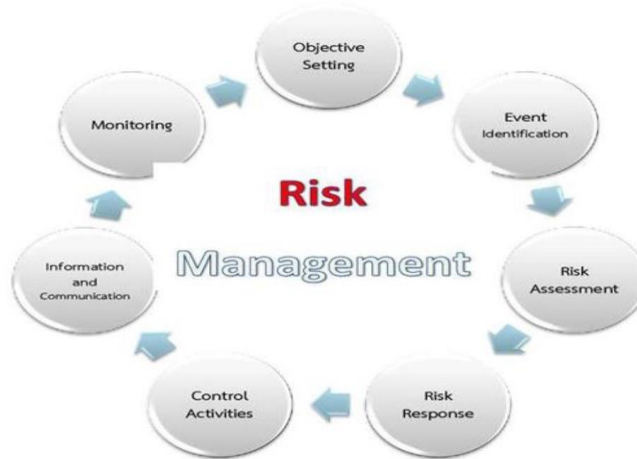 Objective
Setting
Event
Identification
Risk
Assessment
Risk
Response
Control
Activities
Information
and
Communication
Monitoring
Risk
Management